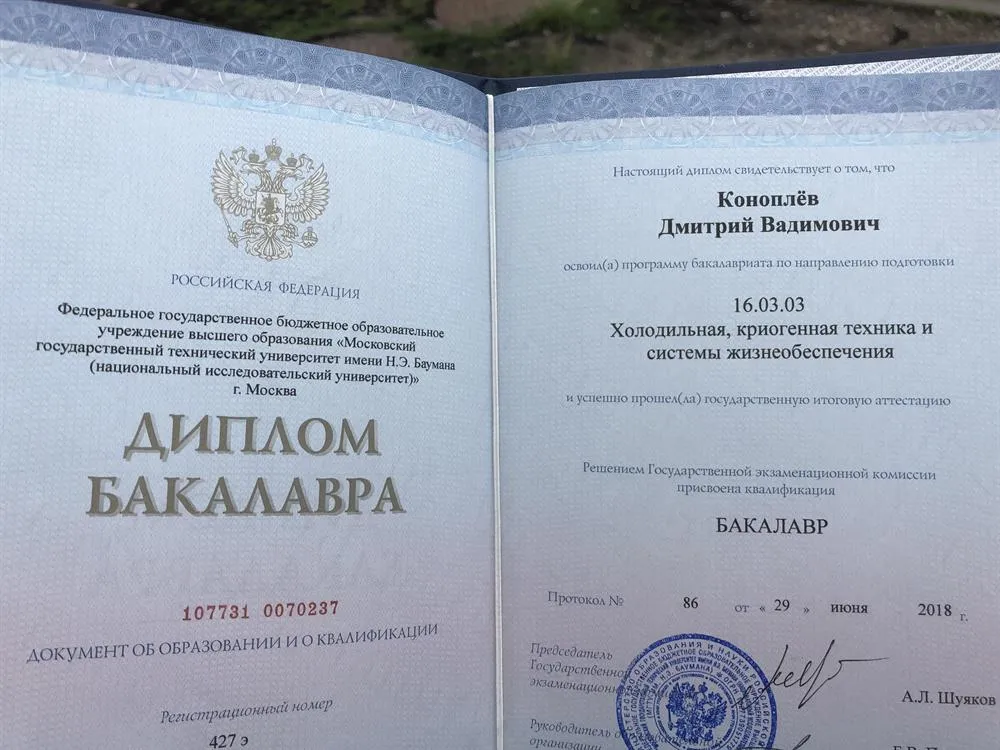 РОССИЙСКАЯ ФЕДЕРАЦИЯ
Федеральное государственное бюджетное образовательное
учреждение высшего образования «Московский
государственный технический университет имени Н.Э. Баумана
(национальный исследовательский университет)»
г. Москва
ДИПЛОМ
БАКАЛАВРА
107731 0070237
ДОКУМЕНТ ОБ ОБРАЗОВАНИИ И О КВАЛИФИКАЦИИ
Регистрационный номер
427 э
Настоящий диплом свидетельствует о том, что
Коноплёв
Дмитрий Вадимович
освоил(а) программу бакалавриата по направлению подготовки
16.03.03
Холодильная, криогенная техника и
системы жизнеобеспечения
и успешно прошел(ла) государственную итоговую аттестацию
Решением Государственной экзаменационной комиссии
присвоена квалификация
БАКАЛАВР
Протокол № 86 от « 29 » июня 2018 г.
Председатель
Государственной
экзаменационн
А.Л. Шуяков
Руководитель
организации